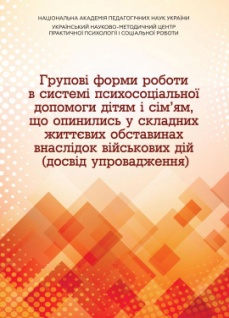 НАЦІОНАЛЬНА АКАДЕМІЯ ПЕДАГОГІЧНИХ НАУК УКРАЇНИ
УКРАЇНСЬКИЙ НАУКОВО-МЕТОДИЧНИЙ ЦЕНТР
ПРАКТИЧНОЇ ПСИХОЛОГІЇ І СОЦІАЛЬНОЇ РОБОТИ
Групові форми роботи
в системі психосоціальної
допомоги дітям і сім’ям,
що опинились у складних
життєвих обставинах
внаслідок військових дій
(досвід упровадження)